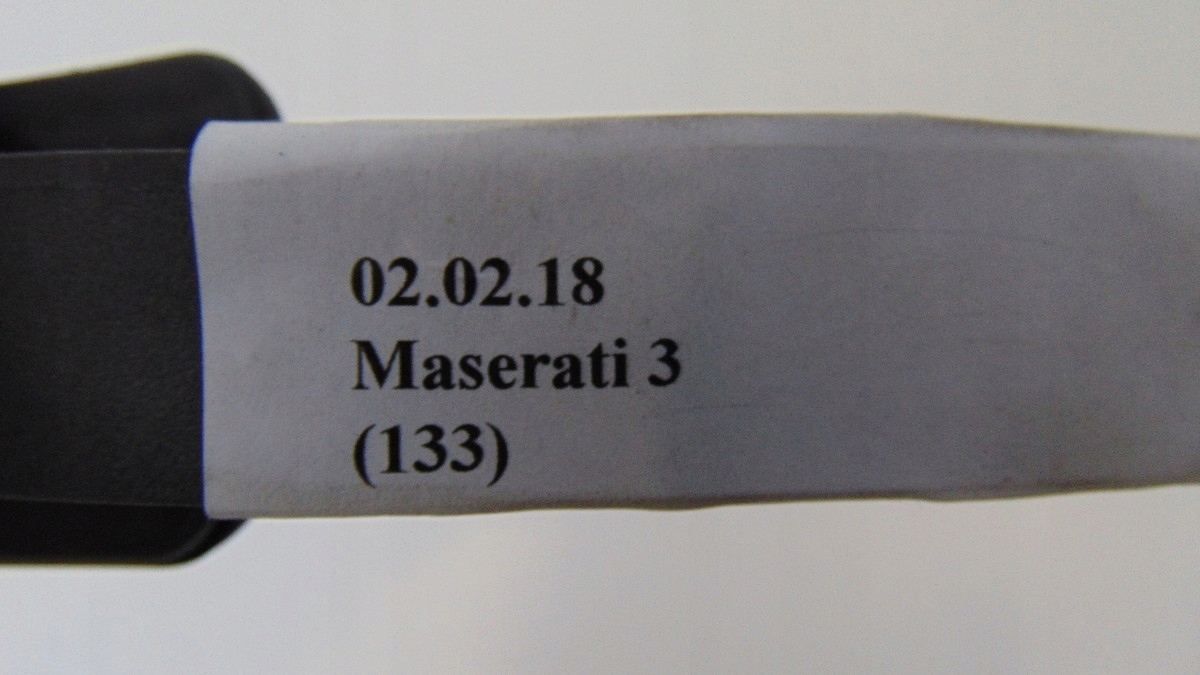 02.02.18
Maserati 3
(133)